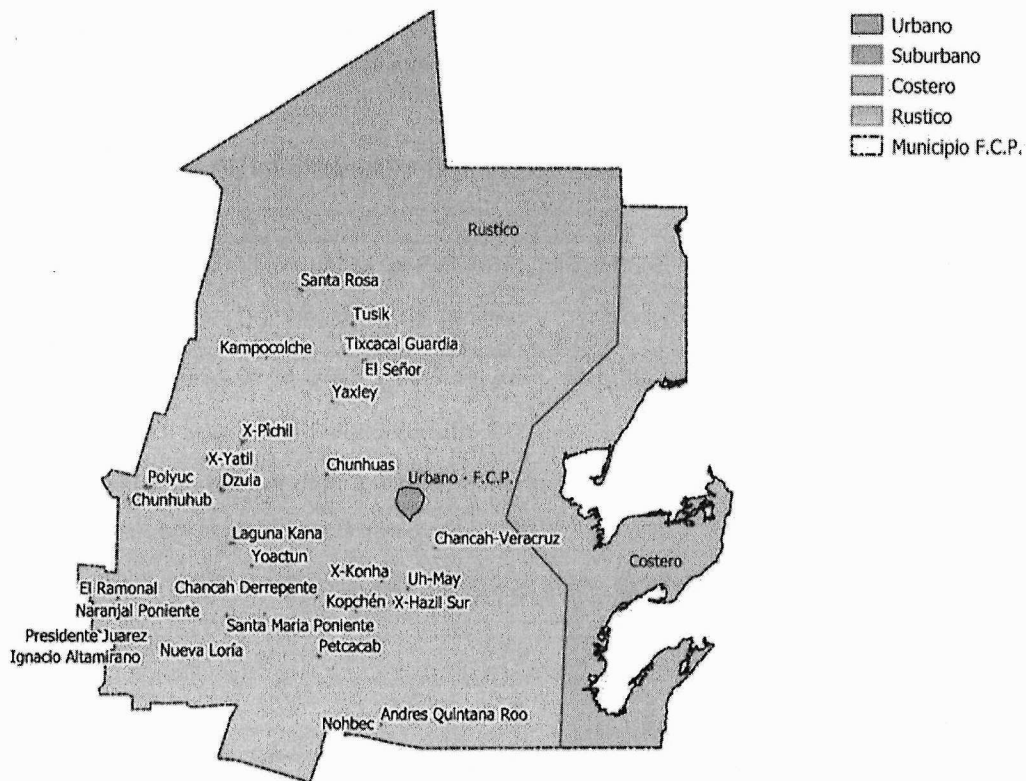 Urbano
Suburbano
Costero
Rustico
Municipio F.C.P.
Rustico
Santa Rosa
Tusik
Tixcacal Guardia
Kampocolche
El Señor
Yaxley
X-Pichil
X-Yatil
Chunhuas
Polyuc
Dzula
Urbano - F.C.P.
Chunhuhub
Laguna Kana
Chancah-Veracruz
Yoactun
Costero
X-Konha
Uh-May
El Ramonal
Chancah Derrepente
Kopchén
X-Hazil Sur
Naranjal Poniente
Santa Maria Poniente
Presidente Juarez
Nueva Loría
Petcacab
Ignacio Altamirano
Andres Quintana Roo
Nohbec